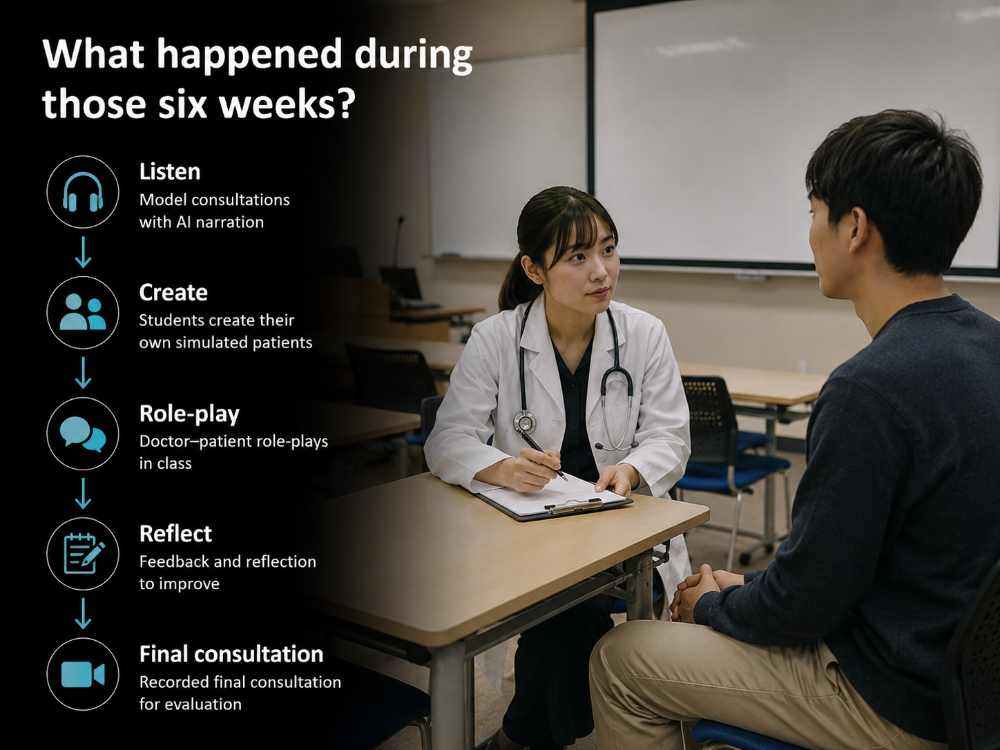 What happened during
those six weeks?
Listen
Model consultations
with AI narration
Create
Students create their
own simulated patients
Role-play
Doctor–patient role-plays
in class
Reflect
Feedback and reflection
to improve
Final consultation
Recorded final consultation
for evaluation